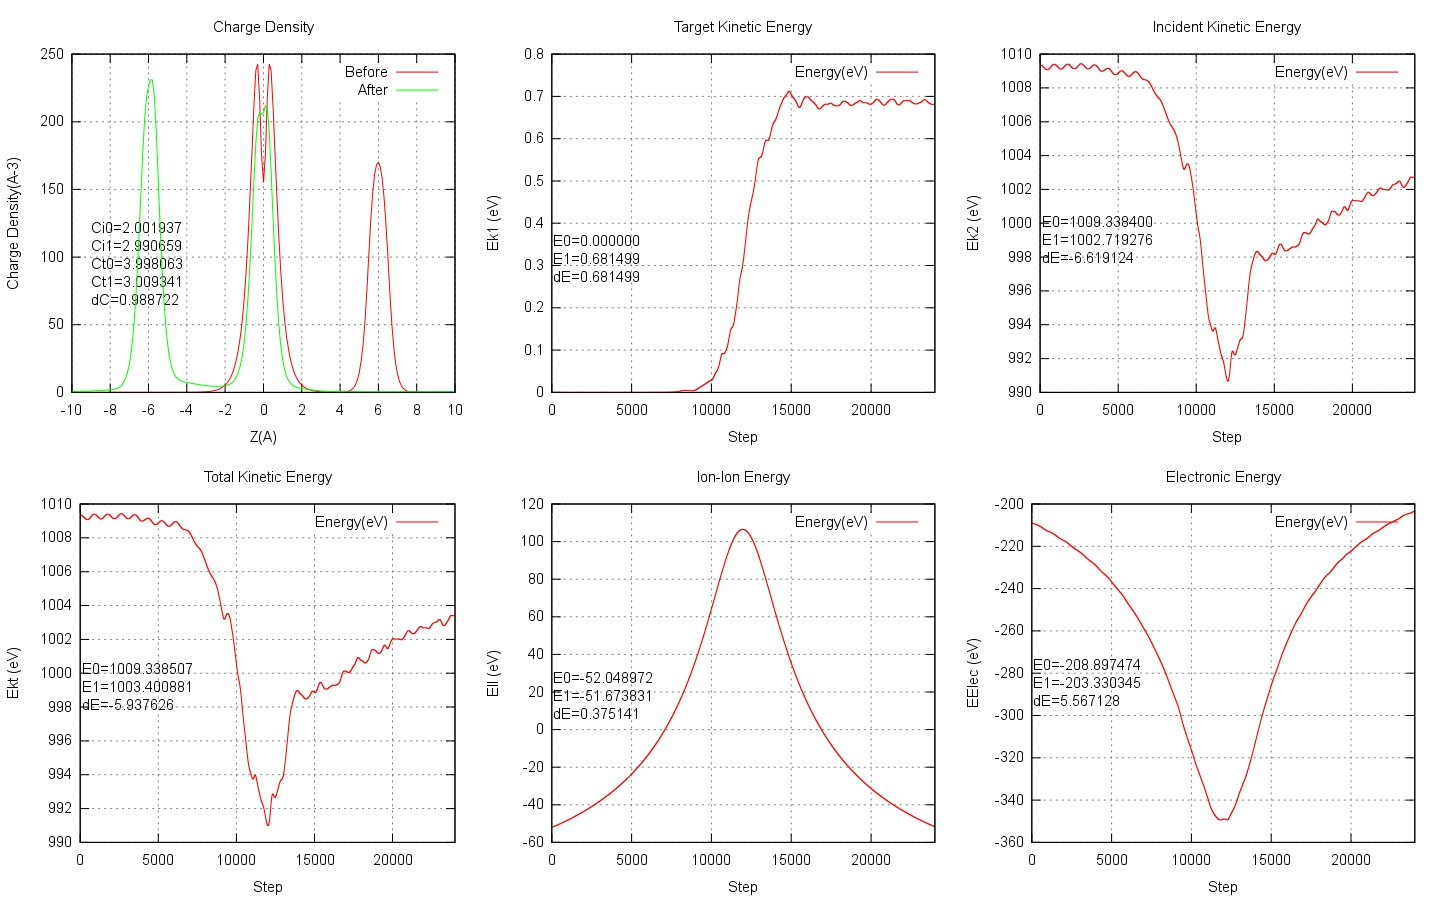 Charge Density
250
200
150
100
50
0
-10 -8 -6 -4 -2 0 2 4 6 8 10
Charge Density(A-3)
Z(A)
Before
After
Ci0=2.001937
Ci1=2.990659
Ct0=3.998063
Ct1=3.009341
dC=0.988722
Target Kinetic Energy
0.8
0.7
0.6
0.5
0.4
0.3
0.2
0.1
0
0 5000 10000 15000 20000
Ek1 (eV)
Step
Energy(eV)
E0=0.000000
E1=0.681499
dE=0.681499
Incident Kinetic Energy
1010
1008
1006
1004
1002
1000
998
996
994
992
990
0 5000 10000 15000 20000
Ek2 (eV)
Step
Energy(eV)
E0=1009.338400
E1=1002.719276
dE=-6.619124
Total Kinetic Energy
1010
1008
1006
1004
1002
1000
998
996
994
992
990
0 5000 10000 15000 20000
Ekt (eV)
Step
Energy(eV)
E0=1009.338507
E1=1003.400881
dE=-5.937626
Ion-Ion Energy
120
100
80
60
40
20
0
-20
-40
-60
0 5000 10000 15000 20000
EII (eV)
Step
Energy(eV)
E0=-52.048972
E1=-51.673831
dE=0.375141
Electronic Energy
-200
-220
-240
-260
-280
-300
-320
-340
-360
0 5000 10000 15000 20000
EElec (eV)
Step
Energy(eV)
E0=-208.897474
E1=-203.330345
dE=5.567128